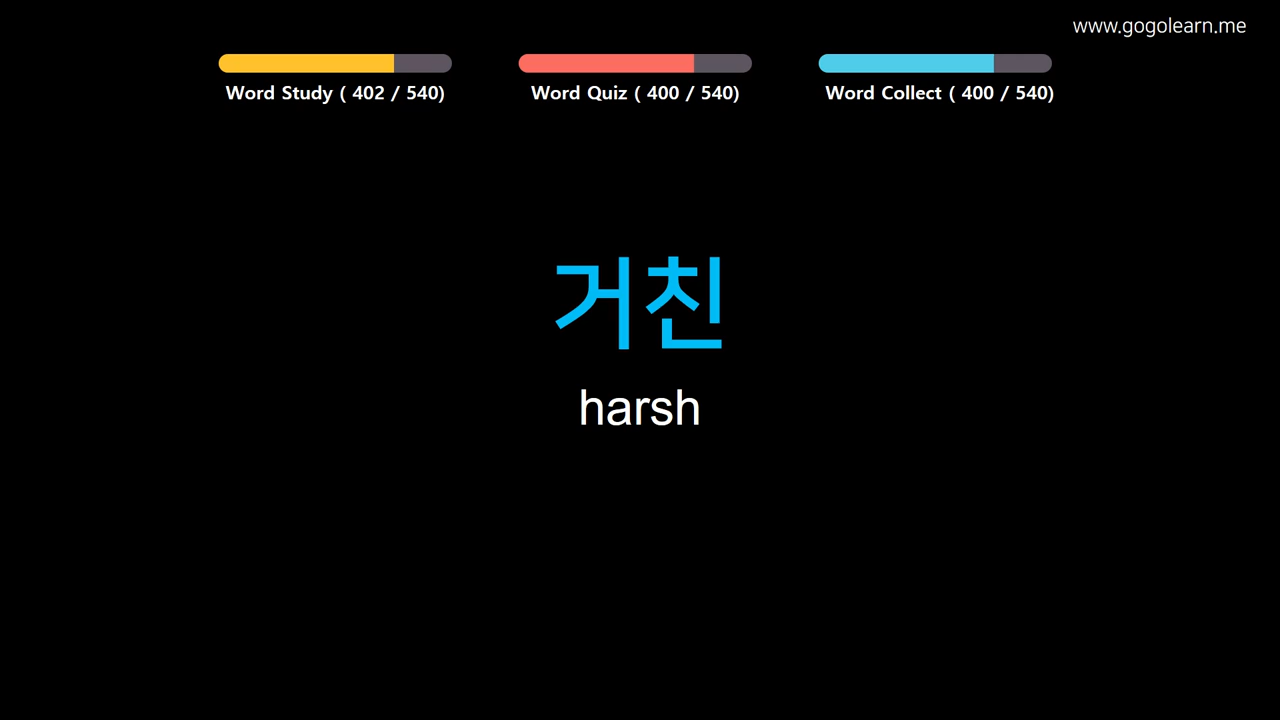 www.gogolearn.me
Word Study ( 402 / 540)
Word Quiz ( 400 / 540)
Word Collect ( 400 / 540)
거친
harsh